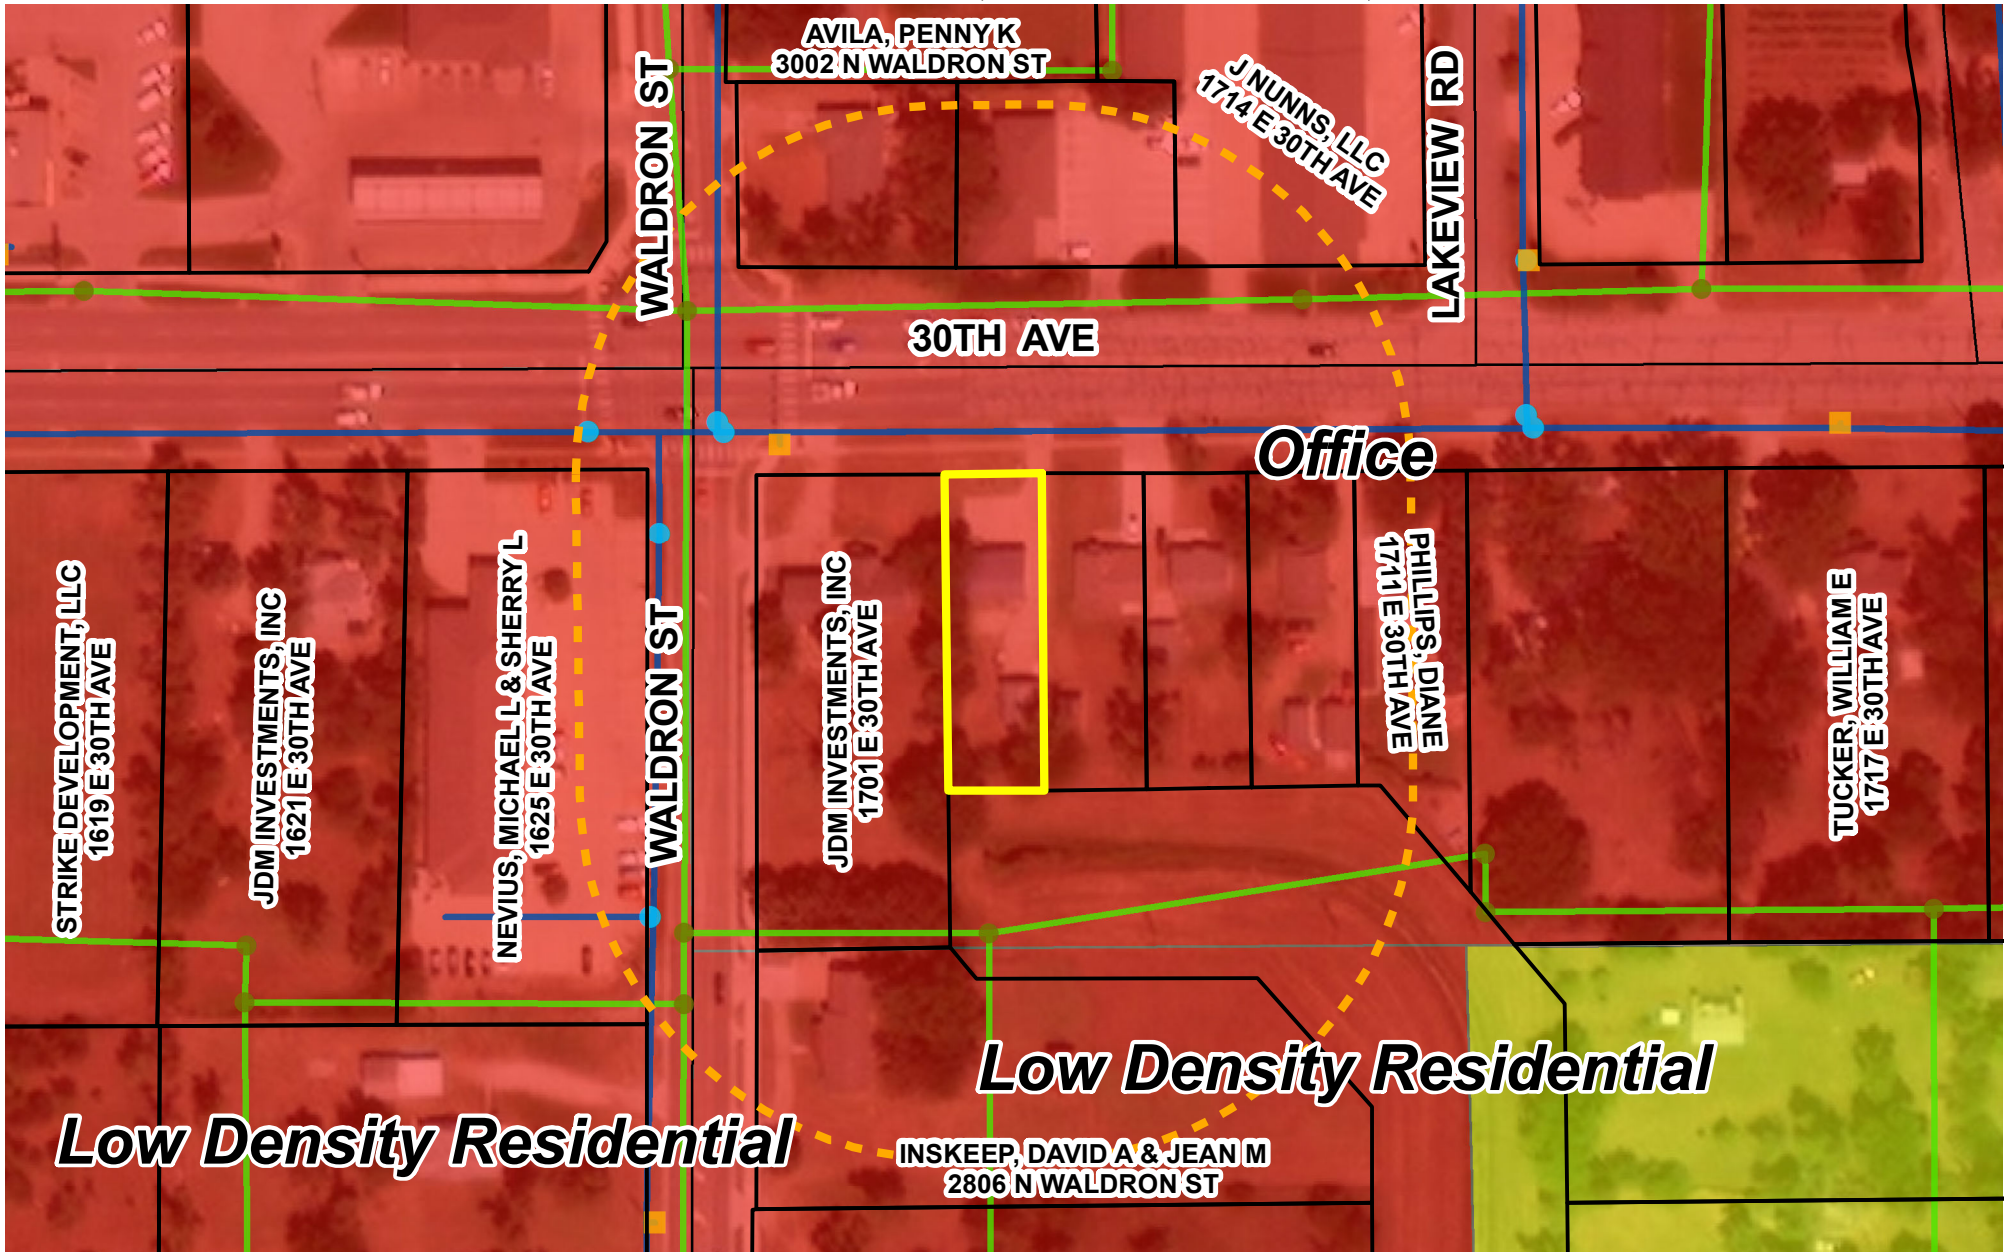 AVILA, PENNY K
3002 N WALDRON ST
J NUNNS, LLC
1714 E 30TH AVE
WALDRON ST
LAKEVIEW RD
30TH AVE
Office
STRIKE DEVELOPMENT, LLC
1619 E 30TH AVE
JDM INVESTMENTS, INC
1621 E 30TH AVE
NEVIUS, MICHAEL L & SHERRYL L
1625 E 30TH AVE
WALDRON ST
JDM INVESTMENTS, INC
1701 E 30TH AVE
PHILLIPS, DIANE
1711 E 30TH AVE
TUCKER, WILLIAM E
1717 E 30TH AVE
Low Density Residential
Low Density Residential
INSKEEP, DAVID A & JEAN M
2806 N WALDRON ST